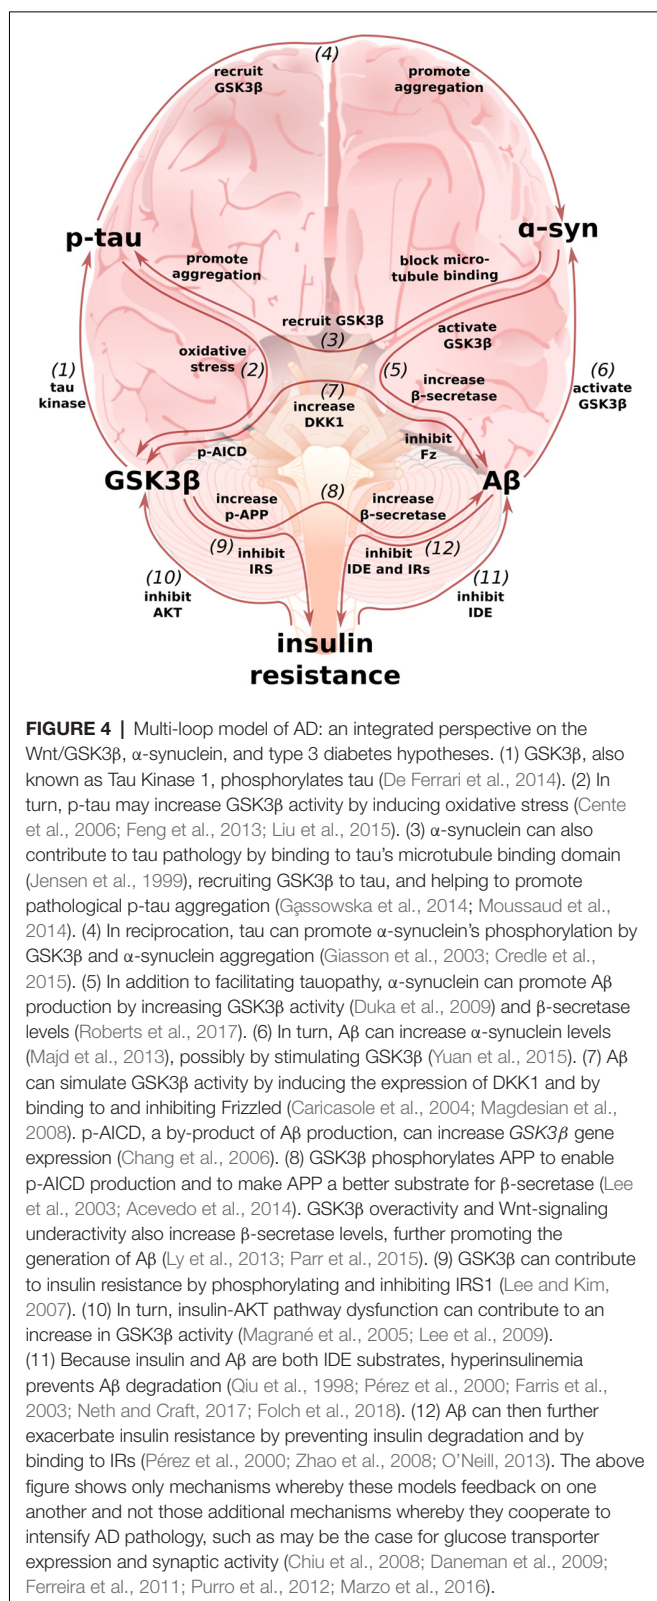 (4)
recruit
GSK3β
promote
aggregation
p-tau
α-syn
promote
aggregation
block micro-
tubule binding
recruit GSK3β
(3)
activate
GSK3β
oxidative
stress
(2)
(5)
(1)
tau
kinase
(6)
activate
GSK3β
(7)
increase
DKK1
increase
β-secretase
p-AICD
inhibit
Fz
GSK3β
Aβ
increase
p-APP
(8)
increase
β-secretase
(9)
inhibit
IRS
inhibit
IDE and IRs
(12)
(10)
inhibit
AKT
(11)
inhibit
IDE
insulin
resistance
FIGURE 4 | Multi-loop model of AD: an integrated perspective on the
Wnt/GSK3β, α-synuclein, and type 3 diabetes hypotheses. (1) GSK3β, also
known as Tau Kinase 1, phosphorylates tau (De Ferrari et al., 2014). (2) In
turn, p-tau may increase GSK3β activity by inducing oxidative stress (Cente
et al., 2006; Feng et al., 2013; Liu et al., 2015). (3) α-synuclein can also
contribute to tau pathology by binding to tau's microtubule binding domain
(Jensen et al., 1999), recruiting GSK3β to tau, and helping to promote
pathological p-tau aggregation (Gąssowska et al., 2014; Moussaud et al.,
2014). (4) In reciprocation, tau can promote α-synuclein's phosphorylation by
GSK3β and α-synuclein aggregation (Giasson et al., 2003; Credle et al.,
2015). (5) In addition to facilitating tauopathy, α-synuclein can promote Aβ
production by increasing GSK3β activity (Duka et al., 2009) and β-secretase
levels (Roberts et al., 2017). (6) In turn, Aβ can increase α-synuclein levels
(Majd et al., 2013), possibly by stimulating GSK3β (Yuan et al., 2015). (7) Aβ
can simulate GSK3β activity by inducing the expression of DKK1 and by
binding to and inhibiting Frizzled (Caricasole et al., 2004; Magdesian et al.,
2008). p-AICD, a by-product of Aβ production, can increase GSK3β gene
expression (Chang et al., 2006). (8) GSK3β phosphorylates APP to enable
p-AICD production and to make APP a better substrate for β-secretase (Lee
et al., 2003; Acevedo et al., 2014). GSK3β overactivity and Wnt-signaling
underactivity also increase β-secretase levels, further promoting the
generation of Aβ (Ly et al., 2013; Parr et al., 2015). (9) GSK3β can contribute
to insulin resistance by phosphorylating and inhibiting IRS1 (Lee and Kim,
2007). (10) In turn, insulin-AKT pathway dysfunction can contribute to an
increase in GSK3β activity (Magrané et al., 2005; Lee et al., 2009).
(11) Because insulin and Aβ are both IDE substrates, hyperinsulinemia
prevents Aβ degradation (Qiu et al., 1998; Pérez et al., 2000; Farris et al.,
2003; Neth and Craft, 2017; Folch et al., 2018). (12) Aβ can then further
exacerbate insulin resistance by preventing insulin degradation and by
binding to IRs (Pérez et al., 2000; Zhao et al., 2008; O'Neill, 2013). The above
figure shows only mechanisms whereby these models feedback on one
another and not those additional mechanisms whereby they cooperate to
intensify AD pathology, such as may be the case for glucose transporter
expression and synaptic activity (Chiu et al., 2008; Daneman et al., 2009;
Ferreira et al., 2011; Purro et al., 2012; Marzo et al., 2016).